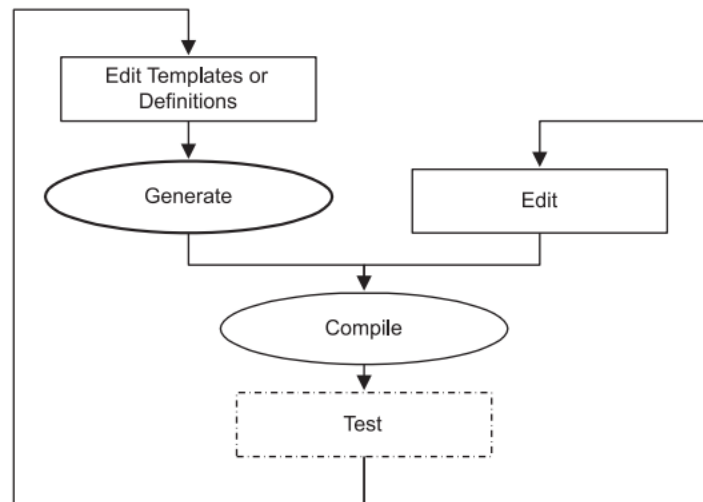 Edit Templates or
Definitions
Generate
Edit
Compile
Test